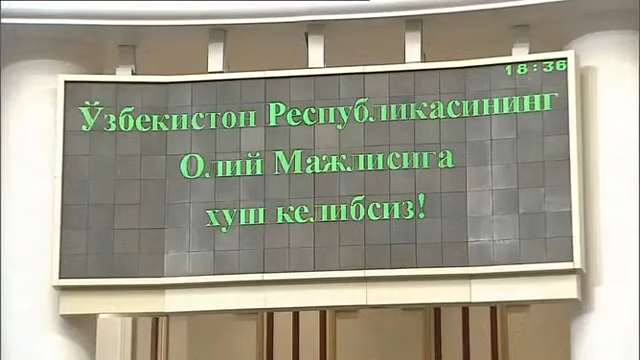 18:36
Ўзбекистон Республикасининг
Олий Мажлисига
хуш келибсиз!